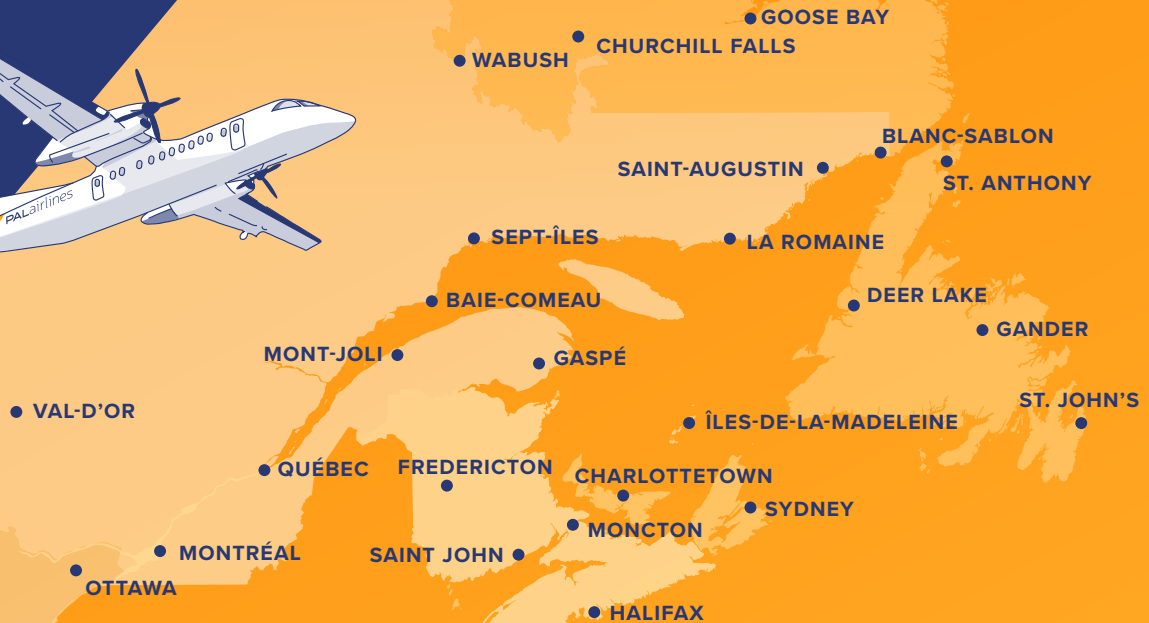 GOOSE BAY
CHURCHILL FALLS
WABUSH
BLANC-SABLON
SAINT-AUGUSTIN
ST. ANTHONY
PALairlines
SEPT-ÎLES
LA ROMAINE
DEER LAKE
BAIE-COMEAU
GANDER
MONT-JOLI
GASPÉ
ST. JOHN'S
VAL-D'OR
ÎLES-DE-LA-MADELEINE
QUÉBEC
FREDERICTON
CHARLOTTETOWN
SYDNEY
MONCTON
MONTRÉAL
SAINT JOHN
OTTAWA
HALIFAX